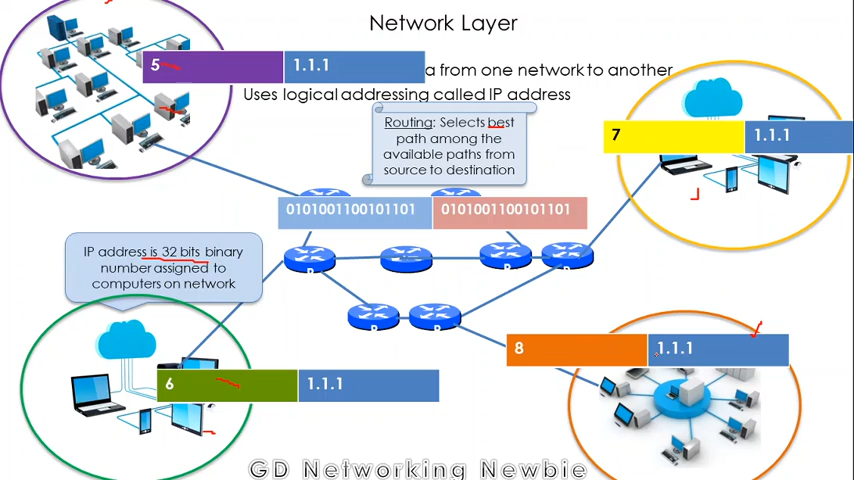 Network Layer
5 1.1.1
a from one network to another
Uses logical addressing called IP address
Routing: Selects best
path among the
available paths from
source to destination
7 1.1.1
0101001100101101 0101001100101101
IP address is 32 bits binary
number assigned to
computers on network
8 1.1.1
6 1.1.1
GD Networking Newbie